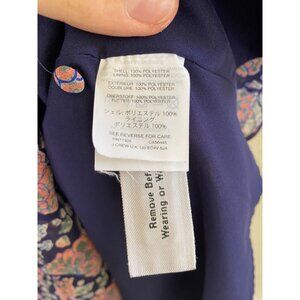 SHELL: 100% POLYESTER
LINING: 100% POLYESTER
EXTERIEUR: 100% POLYESTER
DOUBLURE: 100% POLYESTER
OBERSTOFF: 100% POLYESTER
FUTTER: 100% POLYESTER
シェル: ポリエステル 100%
ライニング
ポリエステル 100%
SEE REVERSE FOR CARE
J CREW U.K. Ltd
Remove Bef
Wearing or W